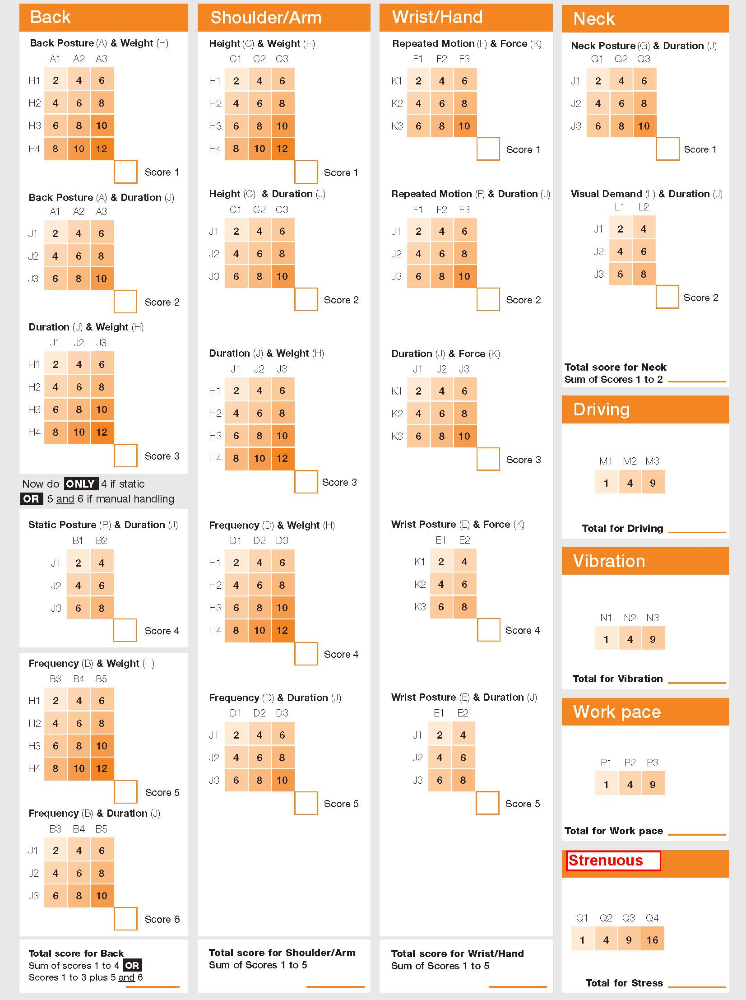 Back
Back Posture (A) & Weight (H)
A1 A2 A3
H1 2 4 6
H2 4 6 8
H3 6 8 10
H4 8 10 12
Score 1
Back Posture (A) & Duration (J)
A1 A2 A3
J1 2 4 6
J2 4 6 8
J3 6 8 10
Score 2
Duration (J) & Weight (H)
J1 J2 J3
H1 2 4 6
H2 4 6 8
H3 6 8 10
H4 8 10 12
Score 3
Now do ONLY 4 if static
OR 5 and 6 if manual handling
Static Posture (B) & Duration (J)
B1 B2
J1 2 4
J2 4 6
J3 6 8
Score 4
Frequency (B) & Weight (H)
B3 B4 B5
H1 2 4 6
H2 4 6 8
H3 6 8 10
H4 8 10 12
Score 5
Frequency (B) & Duration (J)
B3 B4 B5
J1 2 4 6
J2 4 6 8
J3 6 8 10
Score 6
Total score for Back
Sum of scores 1 to 4 OR
Scores 1 to 3 plus 5 and 6
Shoulder/Arm
Height (C) & Weight (H)
C1 C2 C3
H1 2 4 6
H2 4 6 8
H3 6 8 10
H4 8 10 12
Score 1
Height (C) & Duration (J)
C1 C2 C3
J1 2 4 6
J2 4 6 8
J3 6 8 10
Score 2
Duration (J) & Weight (H)
J1 J2 J3
H1 2 4 6
H2 4 6 8
H3 6 8 10
H4 8 10 12
Score 3
Frequency (D) & Weight (H)
D1 D2 D3
H1 2 4 6
H2 4 6 8
H3 6 8 10
H4 8 10 12
Score 4
Frequency (D) & Duration (J)
D1 D2 D3
J1 2 4 6
J2 4 6 8
J3 6 8 10
Score 5
Total score for Shoulder/Arm
Sum of Scores 1 to 5
Wrist/Hand
Repeated Motion (F) & Force (K)
F1 F2 F3
K1 2 4 6
K2 4 6 8
K3 6 8 10
Score 1
Repeated Motion (F) & Duration (J)
F1 F2 F3
J1 2 4 6
J2 4 6 8
J3 6 8 10
Score 2
Duration (J) & Force (K)
J1 J2 J3
K1 2 4 6
K2 4 6 8
K3 6 8 10
Score 3
Wrist Posture (E) & Force (K)
E1 E2
K1 2 4
K2 4 6
K3 6 8
Score 4
Wrist Posture (E) & Duration (J)
E1 E2
J1 2 4
J2 4 6
J3 6 8
Score 5
Total score for Wrist/Hand
Sum of Scores 1 to 5
Neck
Neck Posture (G) & Duration (J)
G1 G2 G3
J1 2 4 6
J2 4 6 8
J3 6 8 10
Score 1
Visual Demand (L) & Duration (J)
L1 L2
J1 2 4
J2 4 6
J3 6 8
Score 2
Total score for Neck
Sum of Scores 1 to 2
Driving
M1 M2 M3
1 4 9
Total for Driving
Vibration
N1 N2 N3
1 4 9
Total for Vibration
Work pace
P1 P2 P3
1 4 9
Total for Work pace
Strenuous
Q1 Q2 Q3 Q4
1 4 9 16
Total for Stress